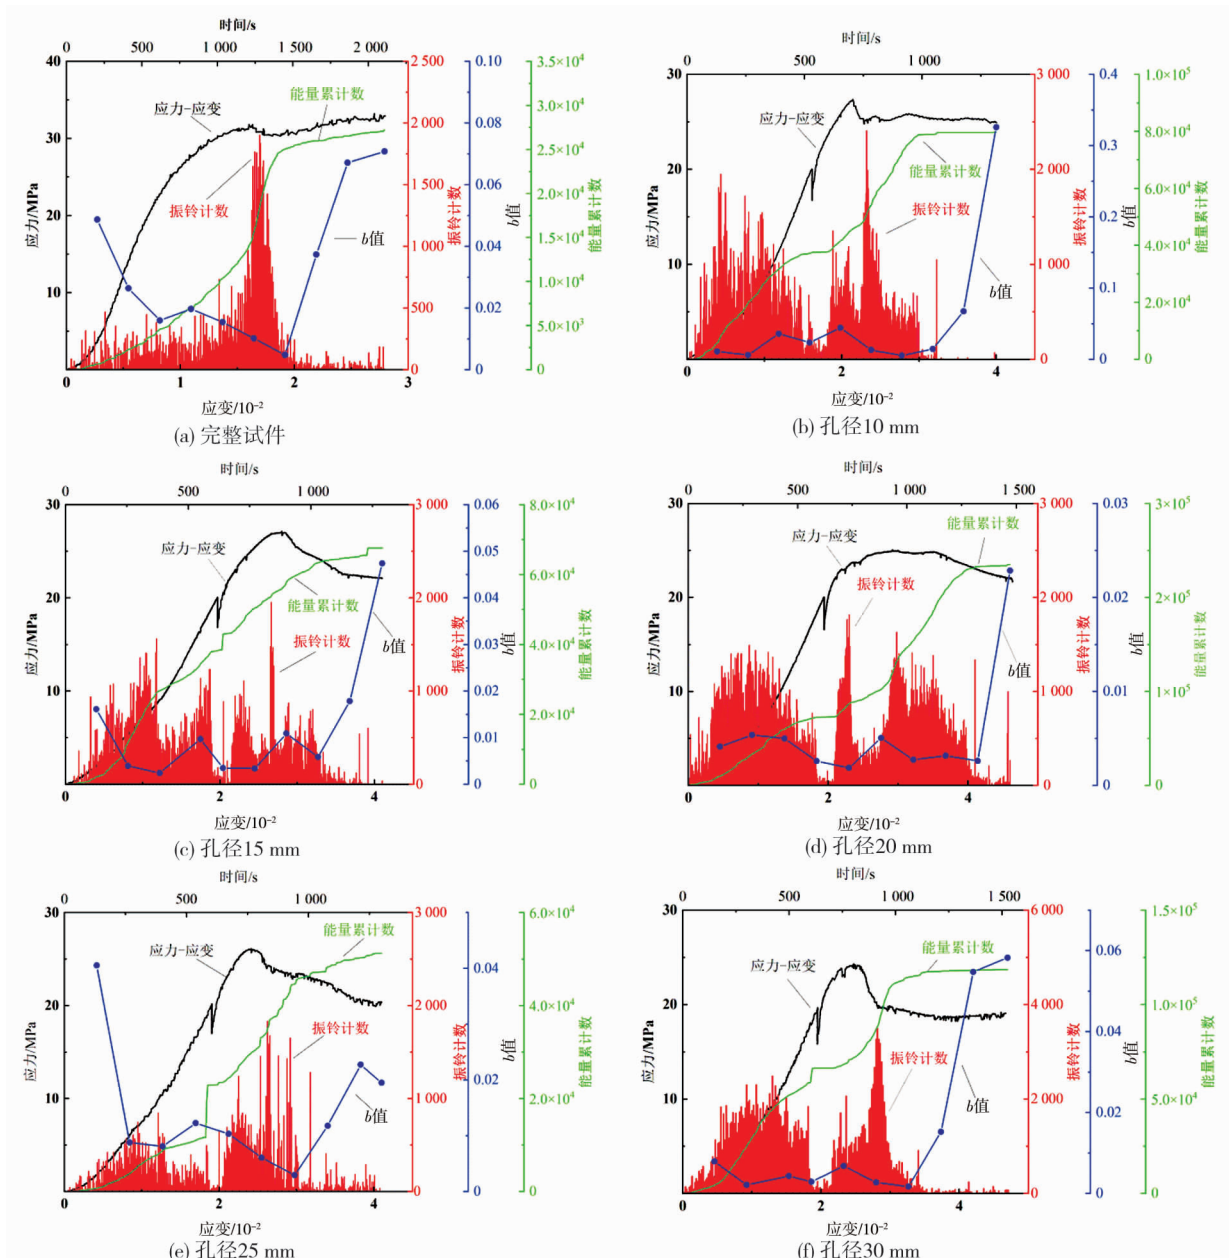 时间/s
0 500 1 000 1 500 2 000
40 30 20 10 0
应力/MPa
应力-应变
能量累计数
振铃计数
b值
2 500 2 000 1 500 1 000 500 0
振铃计数
0.10 0.08 0.06 0.04 0.02 0
b值
3.5×10⁴ 2.5×10⁴ 1.5×10⁴ 1.0×10⁴ 5.0×10³ 0
能量累计数
0 1 2 3
应变/10⁻²
(a) 完整试件
时间/s
0 500 1 000
30 20 10 0
应力/MPa
应力-应变
能量累计数
振铃计数
b值
3 000 2 000 1 000 0
振铃计数
0.4 0.3 0.2 0.1 0
b值
1.0×10⁵ 8.0×10⁴ 6.0×10⁴ 4.0×10⁴ 2.0×10⁴ 0
能量累计数
0 2 4
应变/10⁻²
(b) 孔径10 mm
时间/s
0 500 1 000
30 20 10 0
应力/MPa
应力-应变
能量累计数
振铃计数
b值
3 000 2 000 1 000 0
振铃计数
0.06 0.05 0.04 0.03 0.02 0.01 0
b值
8.0×10⁴ 6.0×10⁴ 4.0×10⁴ 2.0×10⁴ 0
能量累计数
0 2 4
应变/10⁻²
(c) 孔径15 mm
时间/s
0 500 1 000 1 500
30 20 10
应力/MPa
应力-应变
能量累计数
振铃计数
b值
3 000 2 000 1 000 0
振铃计数
0.03 0.02 0.01 0
b值
3×10⁵ 2×10⁵ 1×10⁵ 0
能量累计数
0 2 4
应变/10⁻²
(d) 孔径20 mm
时间/s
0 500 1 000
30 20 10 0
应力/MPa
应力-应变
能量累计数
振铃计数
b值
3 000 2 000 1 000 0
振铃计数
0.04 0.02 0
b值
6.0×10⁴ 4.0×10⁴ 2.0×10⁴ 0
能量累计数
0 2 4
应变/10⁻²
(e) 孔径25 mm
时间/s
0 500 1 000 1 500
30 20 10
应力/MPa
应力-应变
能量累计数
振铃计数
b值
6 000 4 000 2 000 0
振铃计数
0.06 0.04 0.02 0
b值
1.5×10⁵ 1.0×10⁵ 5.0×10⁴ 0
能量累计数
0 2 4
应变/10⁻²
(f) 孔径30 mm